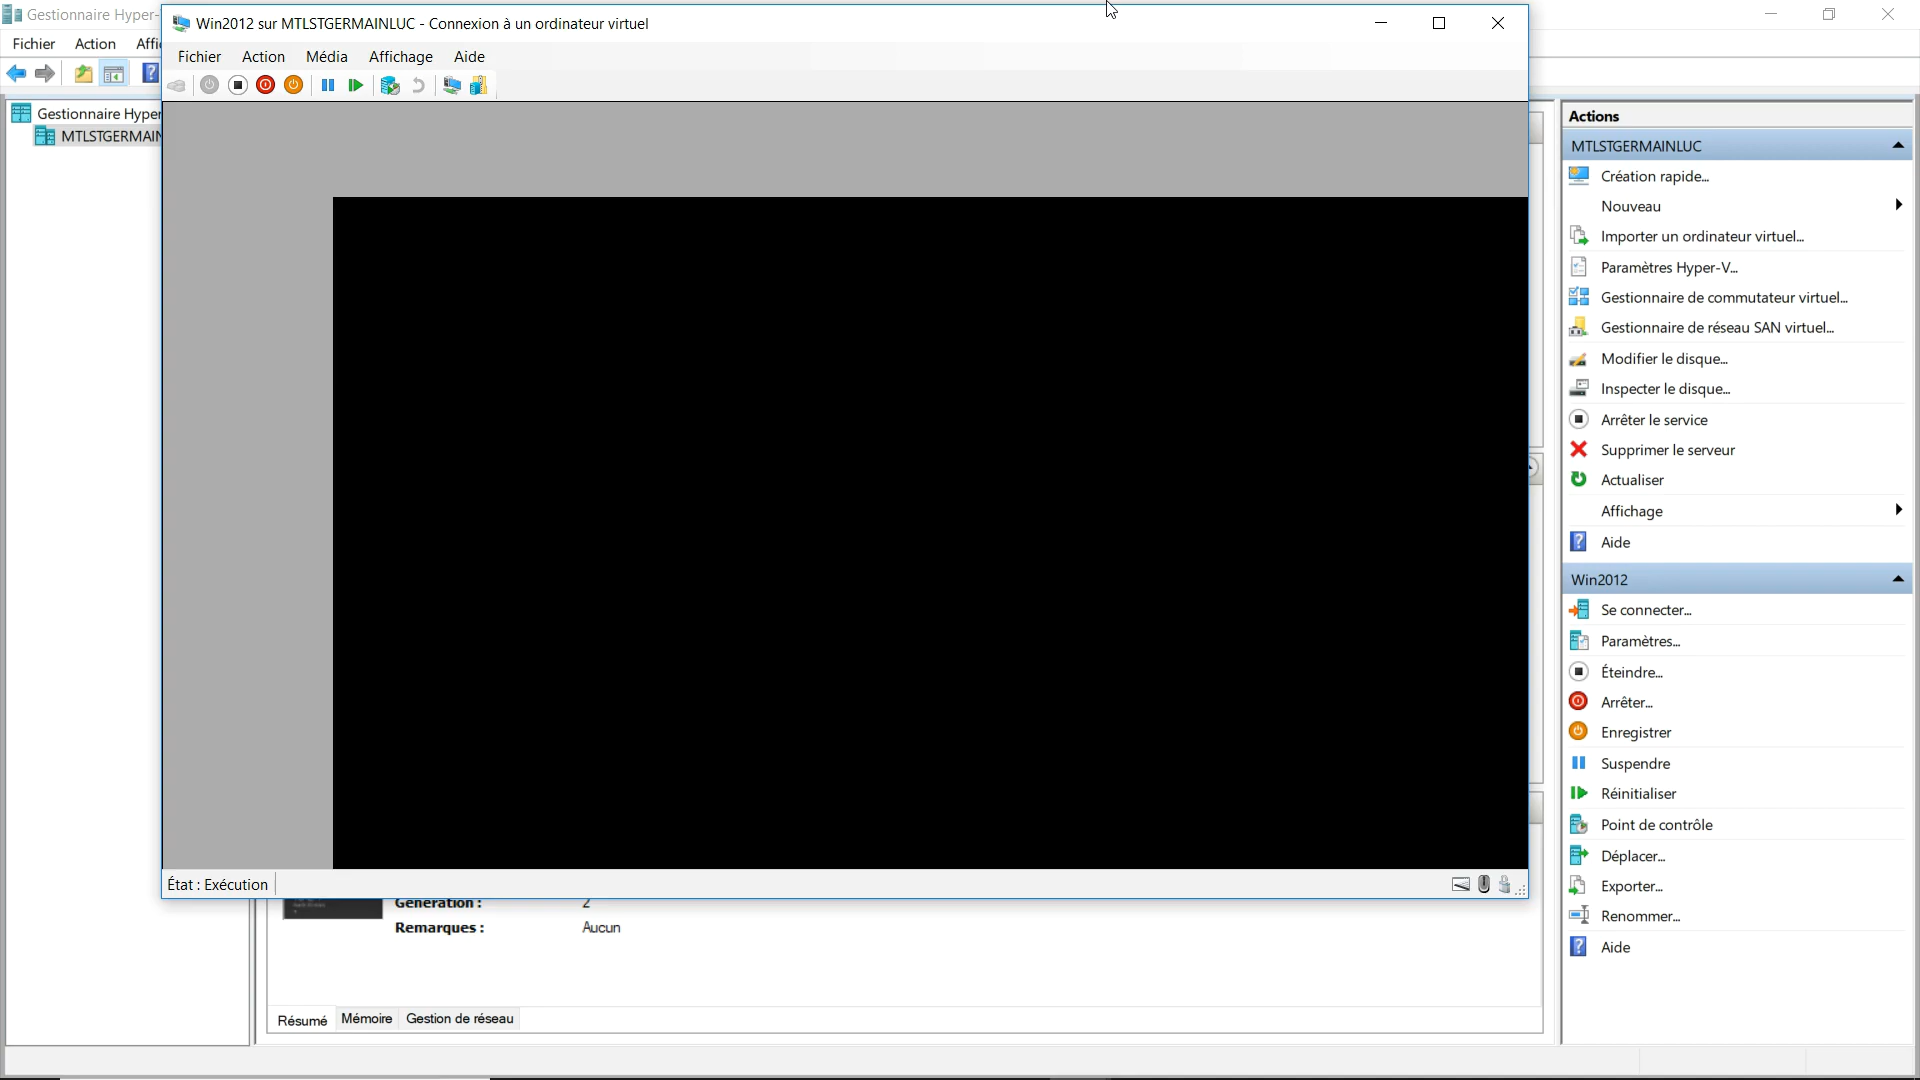 Gestionnaire Hyper-
Fichier Action Affi
Gestionnaire Hyper
MTLSTGERMAIN
Win2012 sur MTLSTGERMAINLUC - Connexion à un ordinateur virtuel
Fichier Action Média Affichage Aide
État : Exécution
Génération : 2
Remarques : Aucun
Résumé Mémoire Gestion de réseau
Actions
MTLSTGERMAINLUC
Création rapide...
Nouveau
Importer un ordinateur virtuel...
Paramètres Hyper-V...
Gestionnaire de commutateur virtuel...
Gestionnaire de réseau SAN virtuel...
Modifier le disque...
Inspecter le disque...
Arrêter le service
Supprimer le serveur
Actualiser
Affichage
Aide
Win2012
Se connecter...
Paramètres...
Éteindre...
Arrêter...
Enregistrer
Suspendre
Réinitialiser
Point de contrôle
Déplacer...
Exporter...
Renommer...
Aide